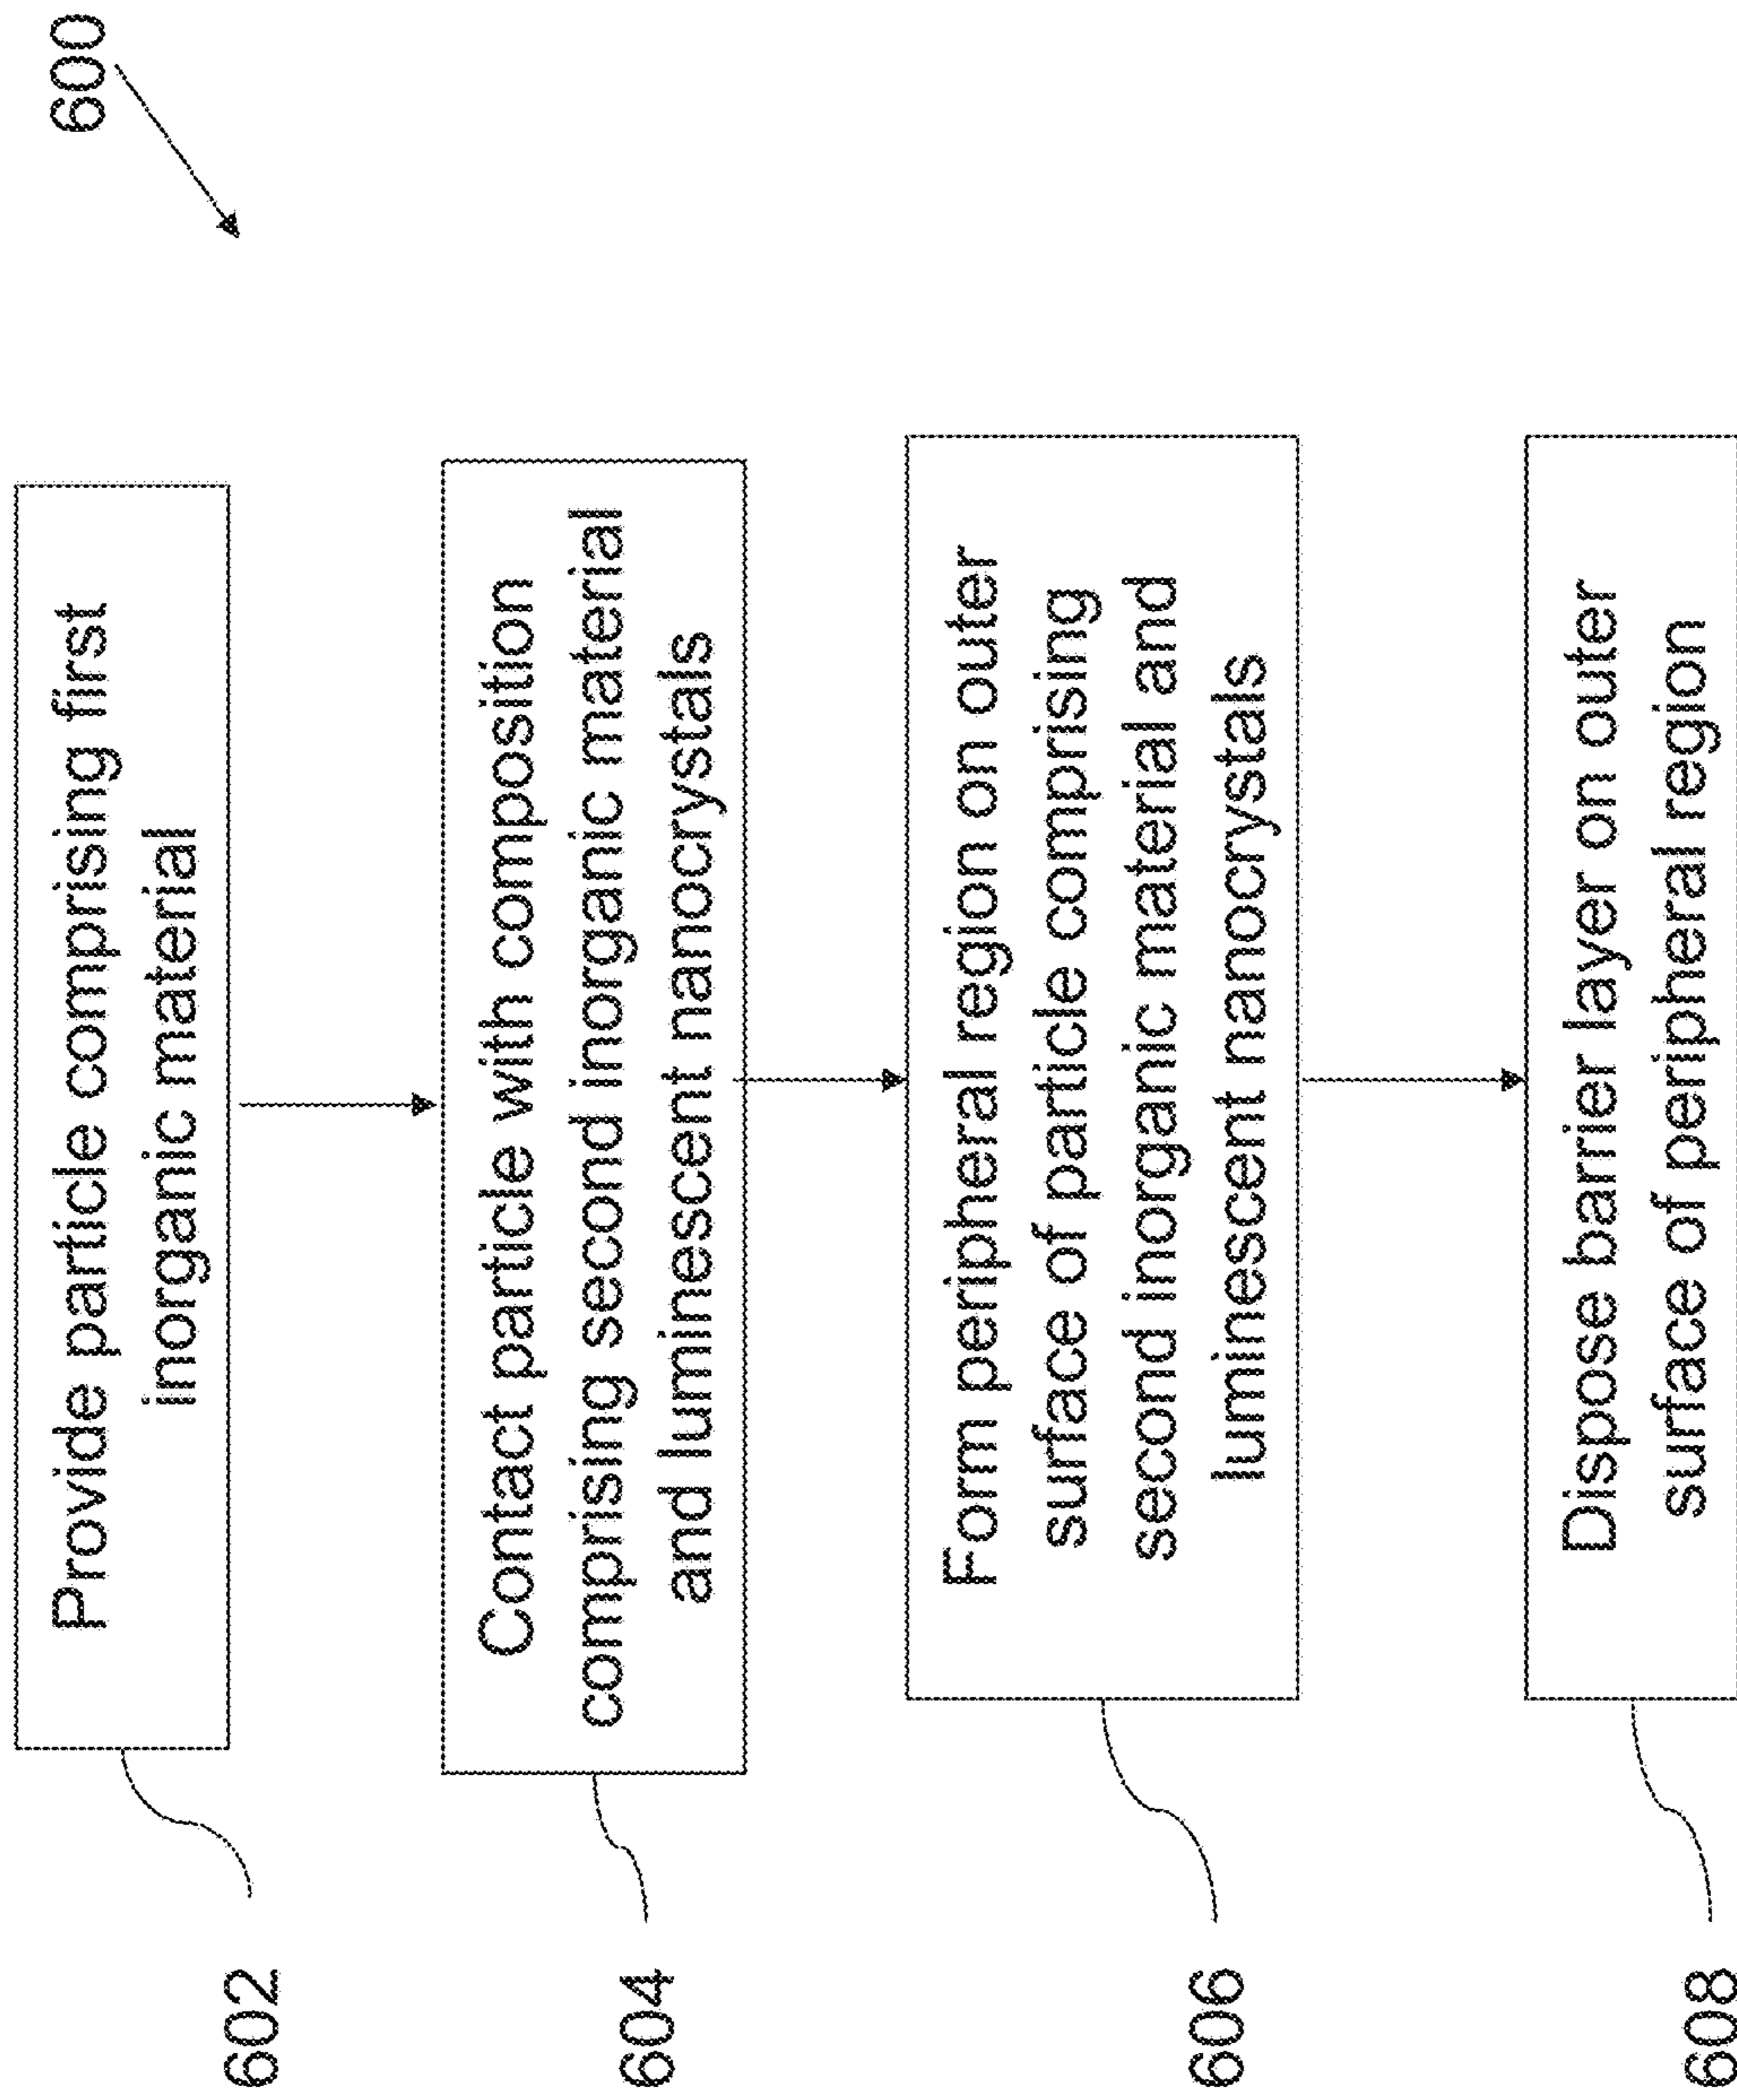 600
602
Provide particle comprising first
inorganic material
604
Contact particle with composition
comprising second inorganic material
and luminescent nanocrystals
606
Form peripheral region on outer
surface of particle comprising
second inorganic material and
luminescent nanocrystals
608
Dispose barrier layer on outer
surface of peripheral region